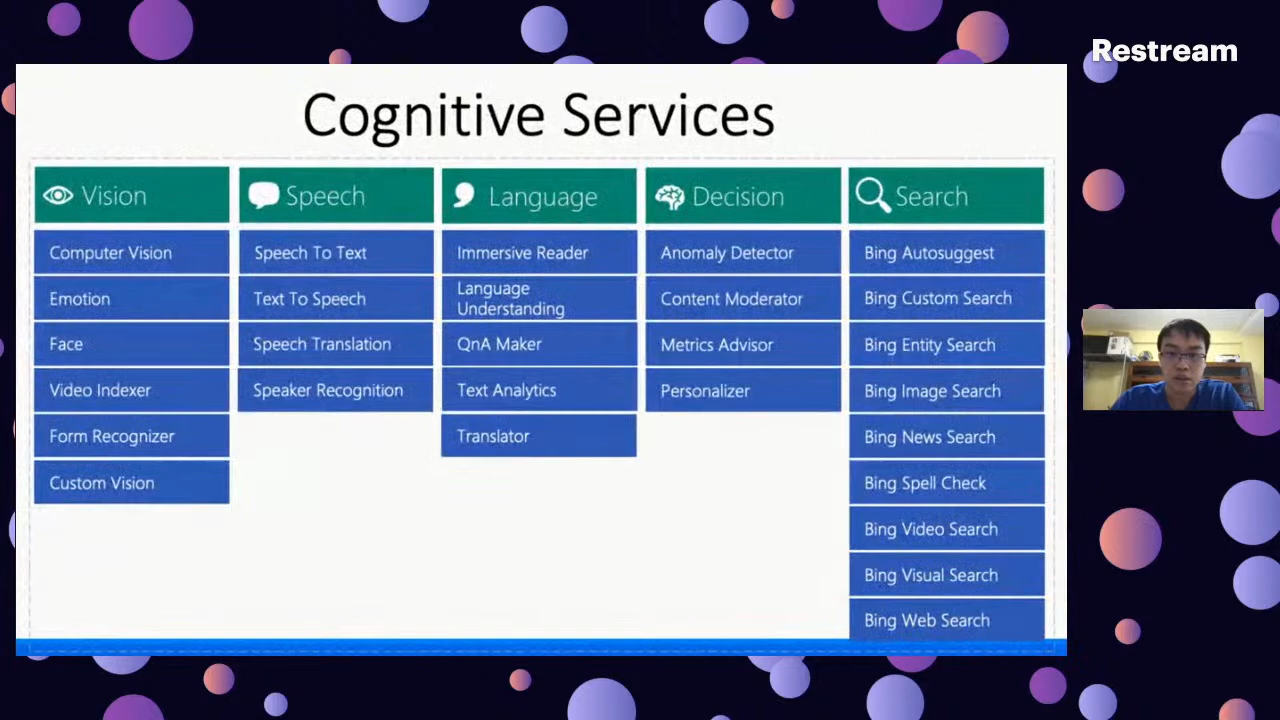 Restream
Cognitive Services
Vision
Computer Vision
Emotion
Face
Video Indexer
Form Recognizer
Custom Vision
Speech
Speech To Text
Text To Speech
Speech Translation
Speaker Recognition
Language
Immersive Reader
Language
Understanding
QnA Maker
Text Analytics
Translator
Decision
Anomaly Detector
Content Moderator
Metrics Advisor
Personalizer
Search
Bing Autosuggest
Bing Custom Search
Bing Entity Search
Bing Image Search
Bing News Search
Bing Spell Check
Bing Video Search
Bing Visual Search
Bing Web Search